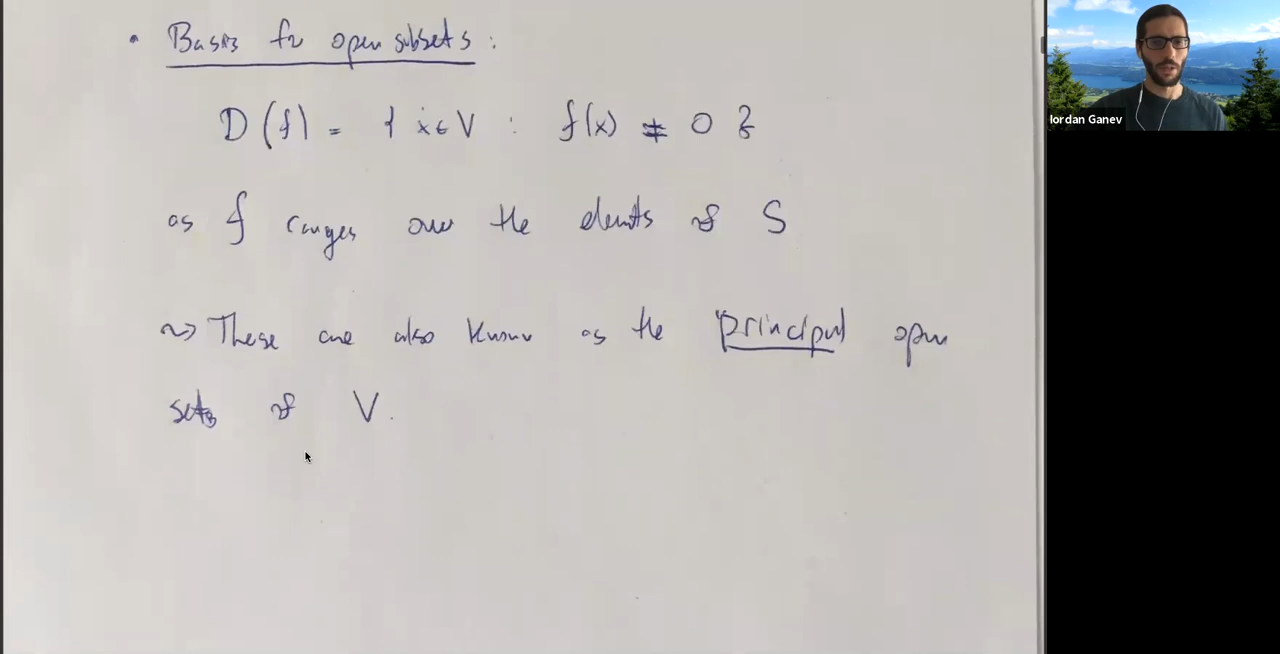 • Basis for open subsets :
D(f) = { x ∈ V : f(x) ≠ 0 }
as f ranges over the elements of S
~> These are also known as the principal open
sets of V.
Iordan Ganev